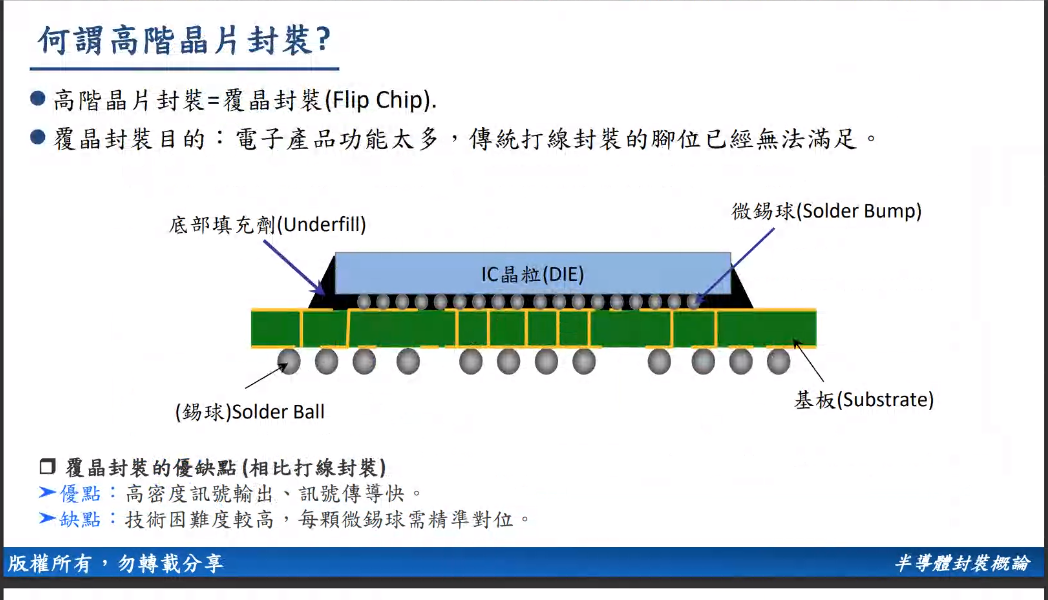 何謂高階晶片封裝?
●高階晶片封裝=覆晶封裝(Flip Chip).
●覆晶封裝目的：電子產品功能太多，傳統打線封裝的腳位已經無法滿足。
微錫球(Solder Bump)
底部填充劑(Underfill)
IC晶粒(DIE)
基板(Substrate)
(錫球)Solder Ball
❒ 覆晶封裝的優缺點(相比打線封裝)
➤優點：高密度訊號輸出、訊號傳導快。
➤缺點：技術困難度較高，每顆微錫球需精準對位。
版權所有，勿轉載分享
半導體封裝概論